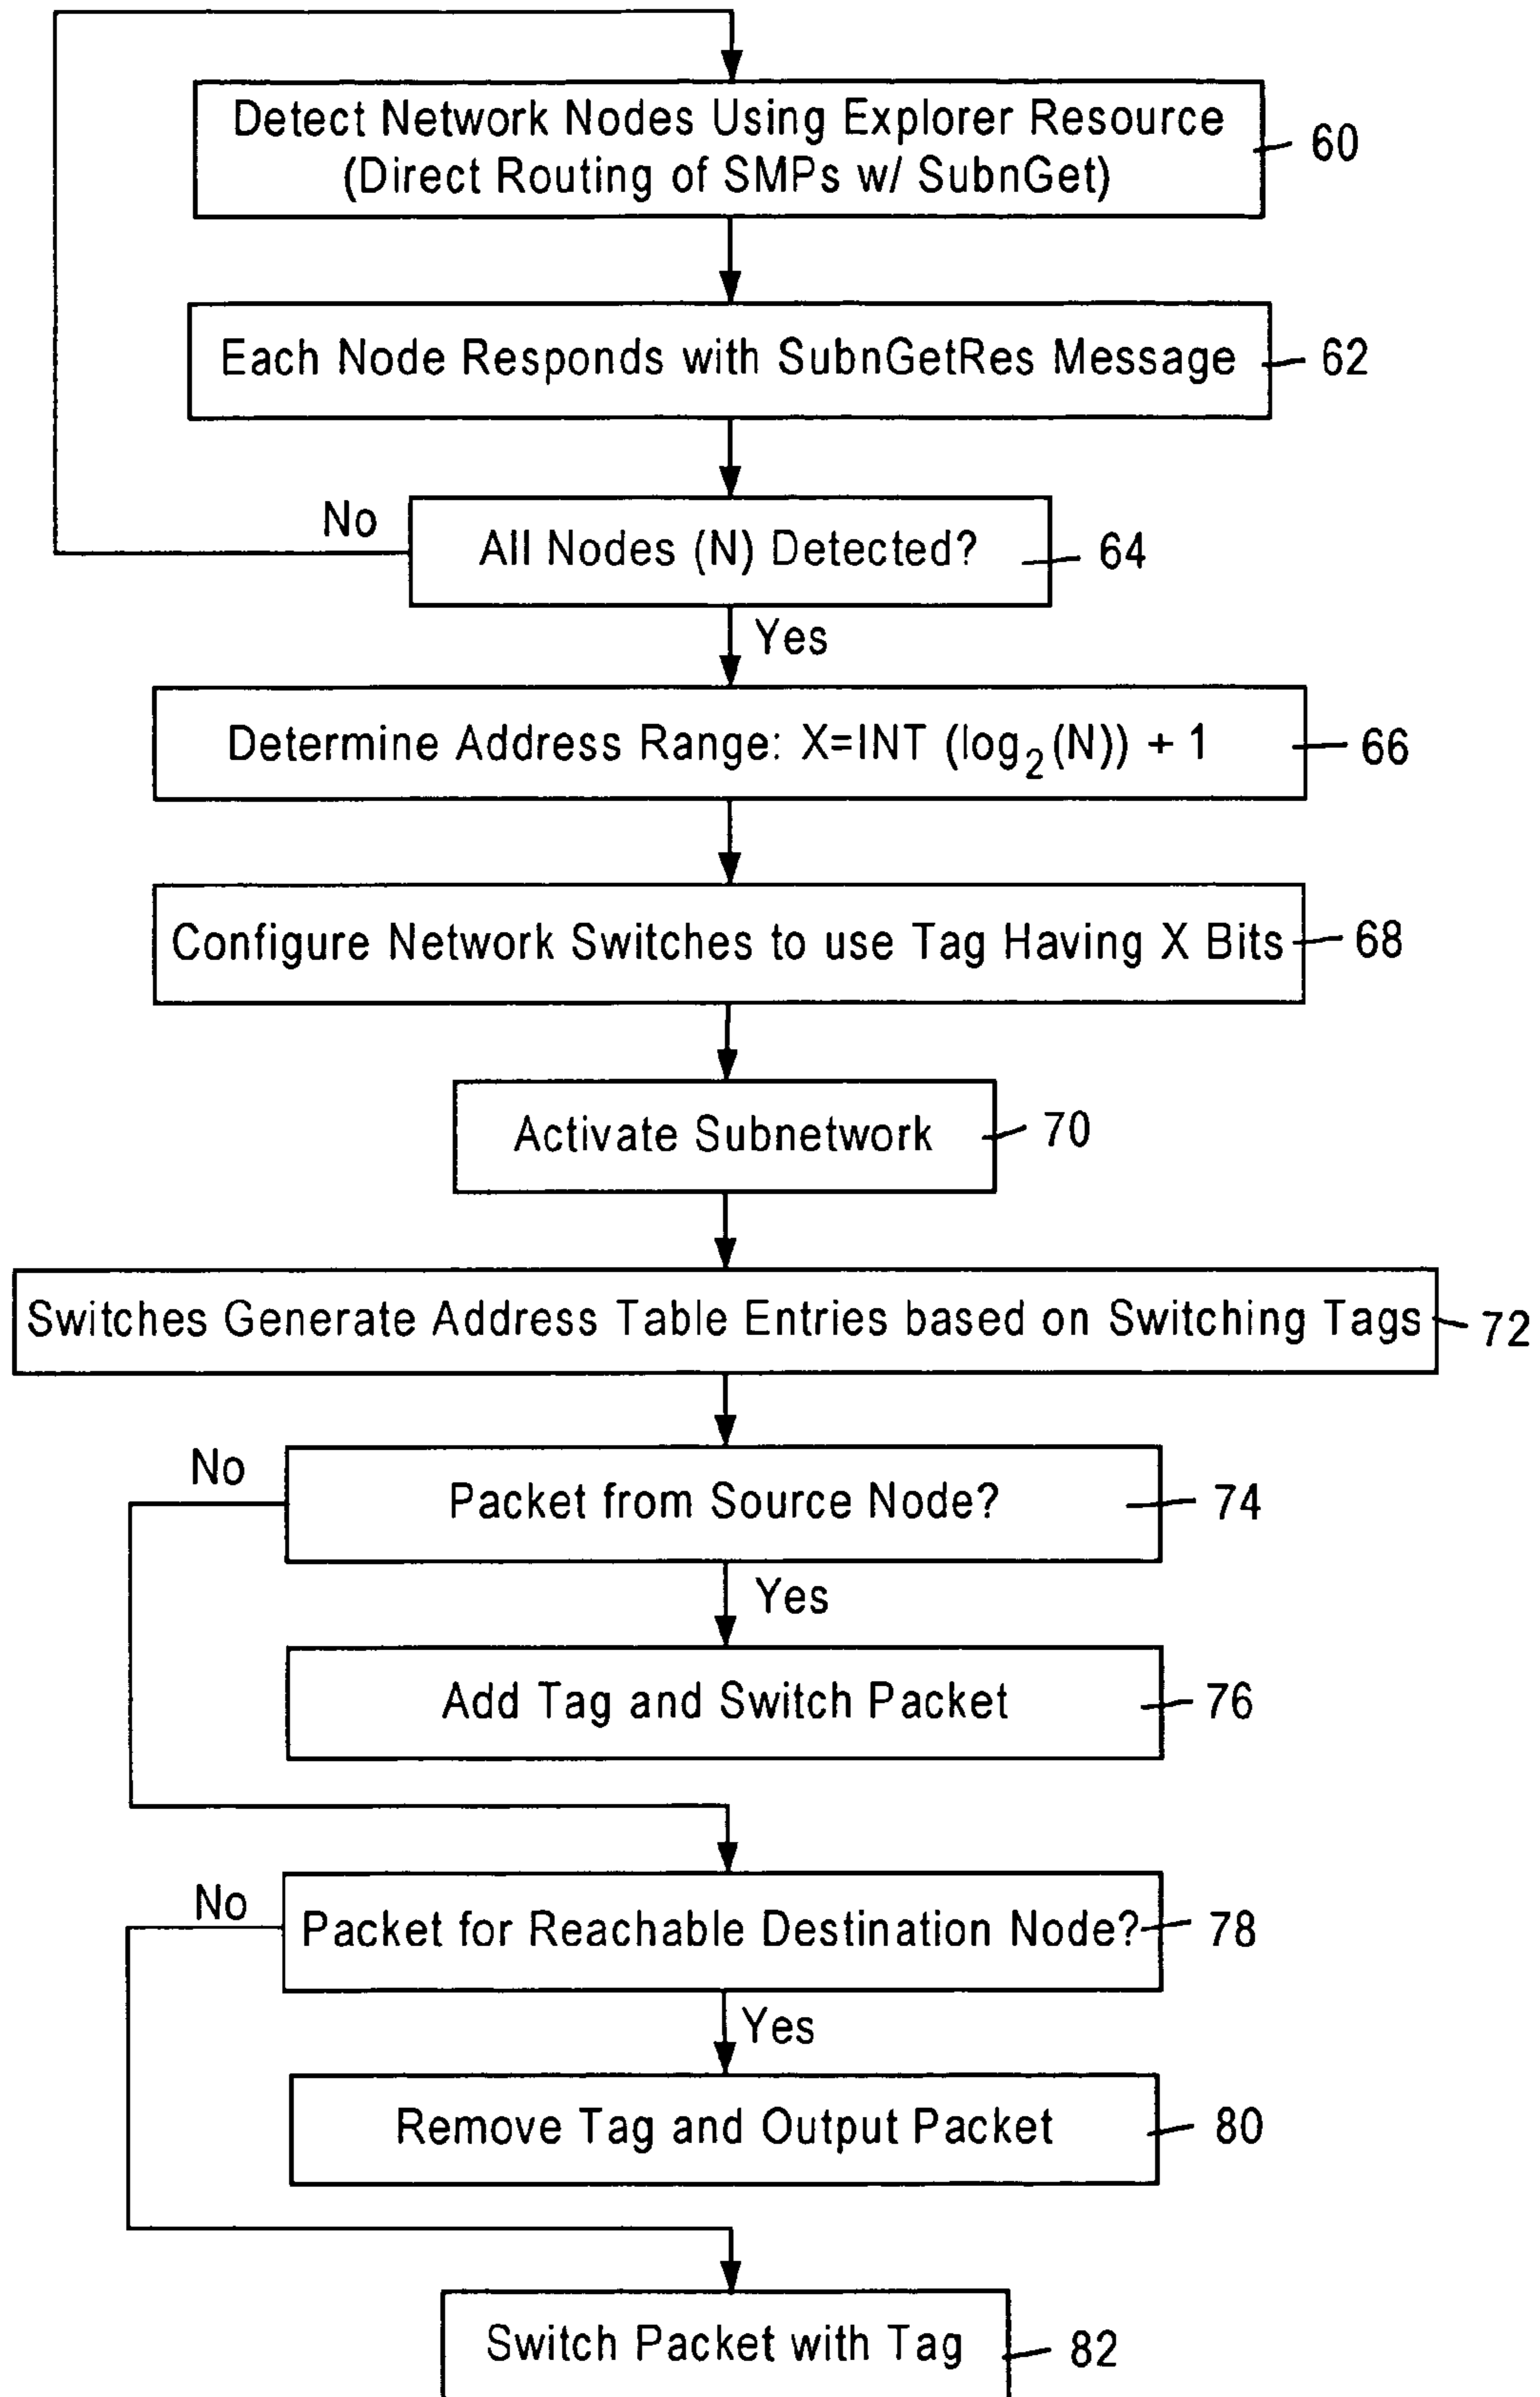 Detect Network Nodes Using Explorer Resource
(Direct Routing of SMPs w/ SubnGet)
60
Each Node Responds with SubnGetRes Message
62
No
All Nodes (N) Detected?
64
Yes
Determine Address Range: X=INT (log₂(N)) + 1
66
Configure Network Switches to use Tag Having X Bits
68
Activate Subnetwork
70
Switches Generate Address Table Entries based on Switching Tags
72
No
Packet from Source Node?
74
Yes
Add Tag and Switch Packet
76
No
Packet for Reachable Destination Node?
78
Yes
Remove Tag and Output Packet
80
Switch Packet with Tag
82